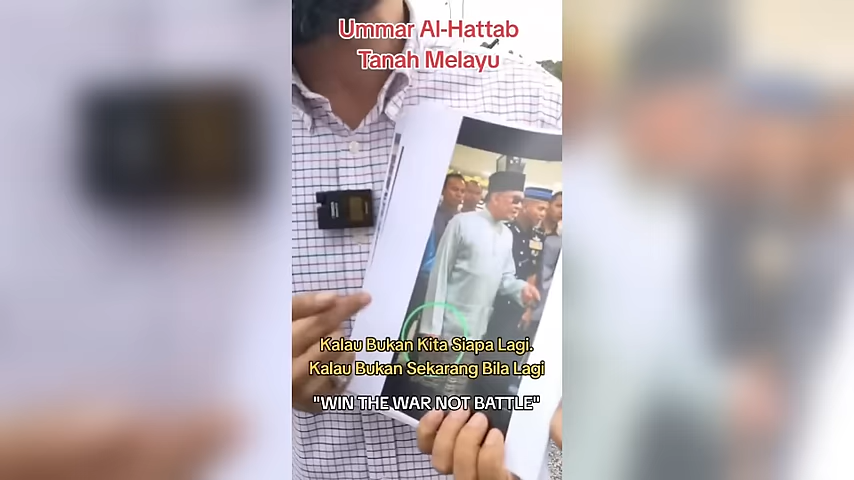 Ummar Al-Hattab
Tanah Melayu
Kalau Bukan Kita Siapa Lagi.
Kalau Bukan Sekarang Bila Lagi
"WIN THE WAR NOT BATTLE"